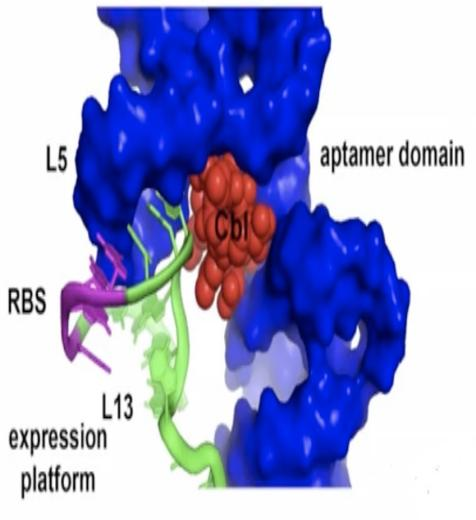 L5
aptamer domain
Cbl
RBS
L13
expression
platform